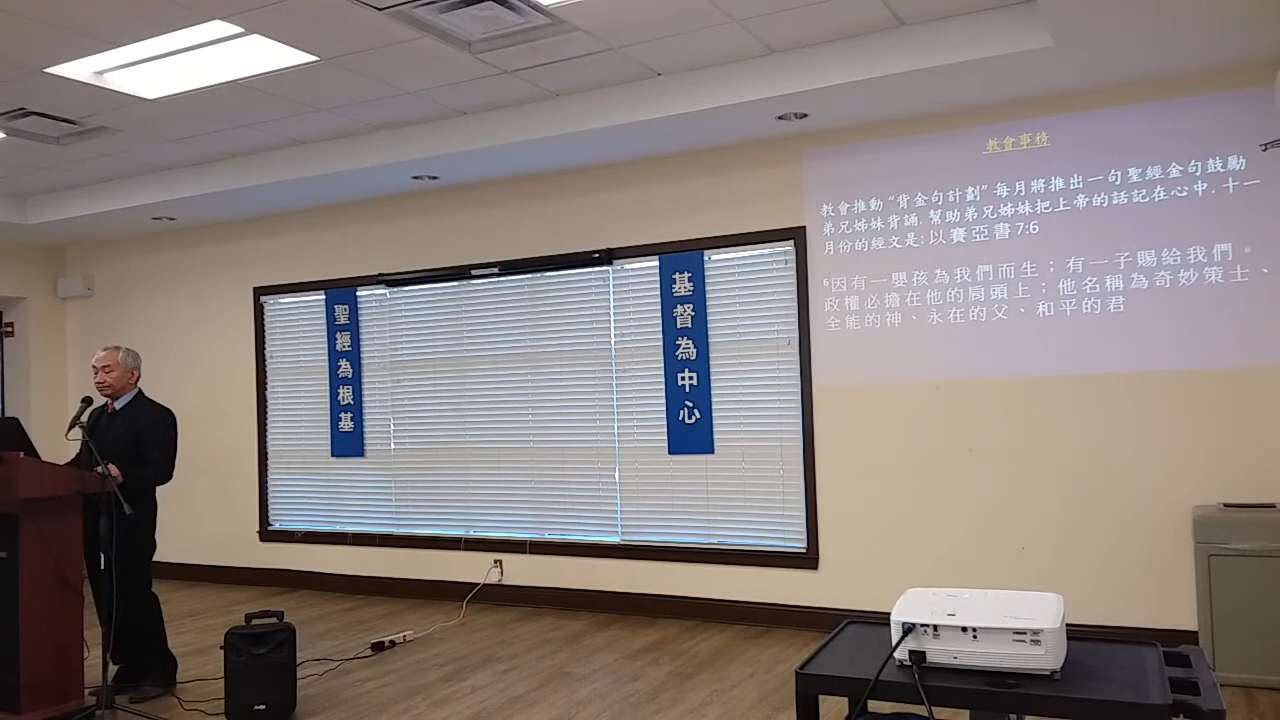 教會事務
教會推動 "背金句計劃" 每月將推出一句聖經金句鼓勵
弟兄姊妹背誦. 幫助弟兄姊妹把上帝的話記在心中. 十一
月份的經文是: 以賽亞書 7:6
6因有一嬰孩為我們而生；有一子賜給我們。
政權必擔在他的肩頭上；他名稱為奇妙策士、
全能的神、永在的父、和平的君
聖經為根基
基督為中心